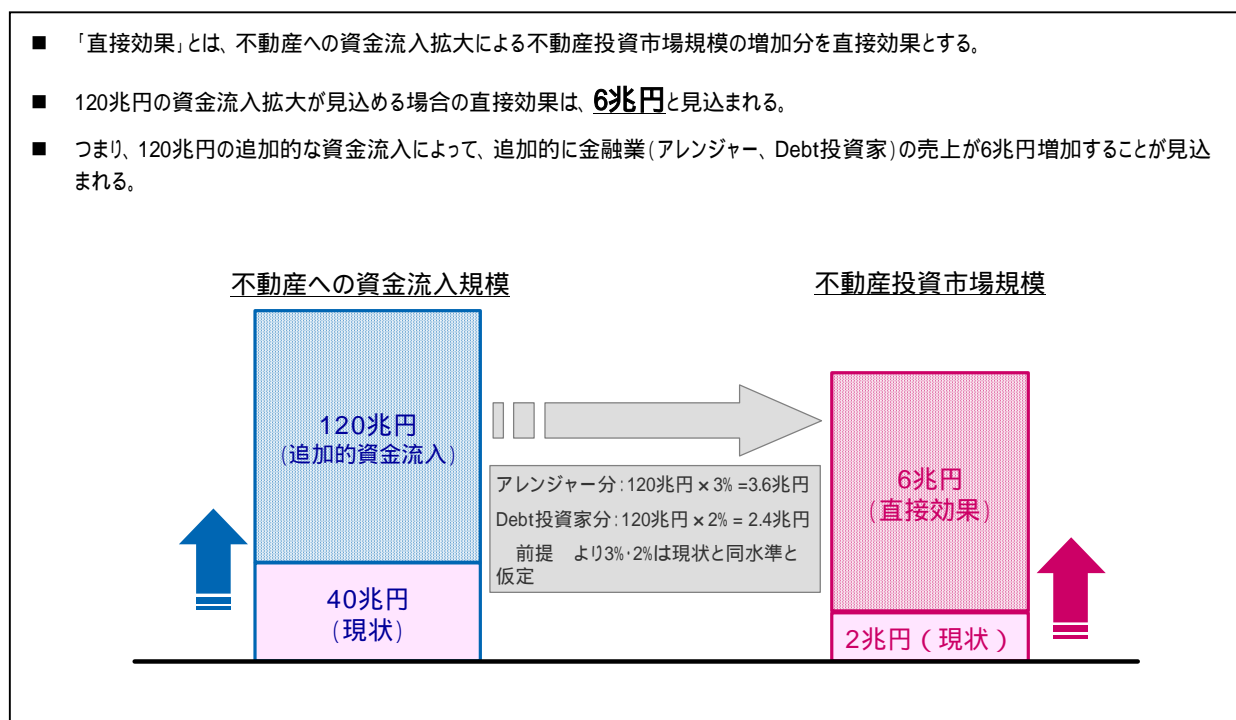 ■ 「直接効果」とは、不動産への資金流入拡大による不動産投資市場規模の増加分を直接効果とする。
■ 120兆円の資金流入拡大が見込める場合の直接効果は、6兆円と見込まれる。
■ つまり、120兆円の追加的な資金流入によって、追加的に金融業(アレンジャー、Debt投資家)の売上が6兆円増加することが見込
まれる。
不動産への資金流入規模
不動産投資市場規模
120兆円
(追加的資金流入)
40兆円
(現状)
アレンジャー分:120兆円×3% =3.6兆円
Debt投資家分:120兆円×2% = 2.4兆円
前提 より3%・2%は現状と同水準と
仮定
6兆円
(直接効果)
2兆円(現状)